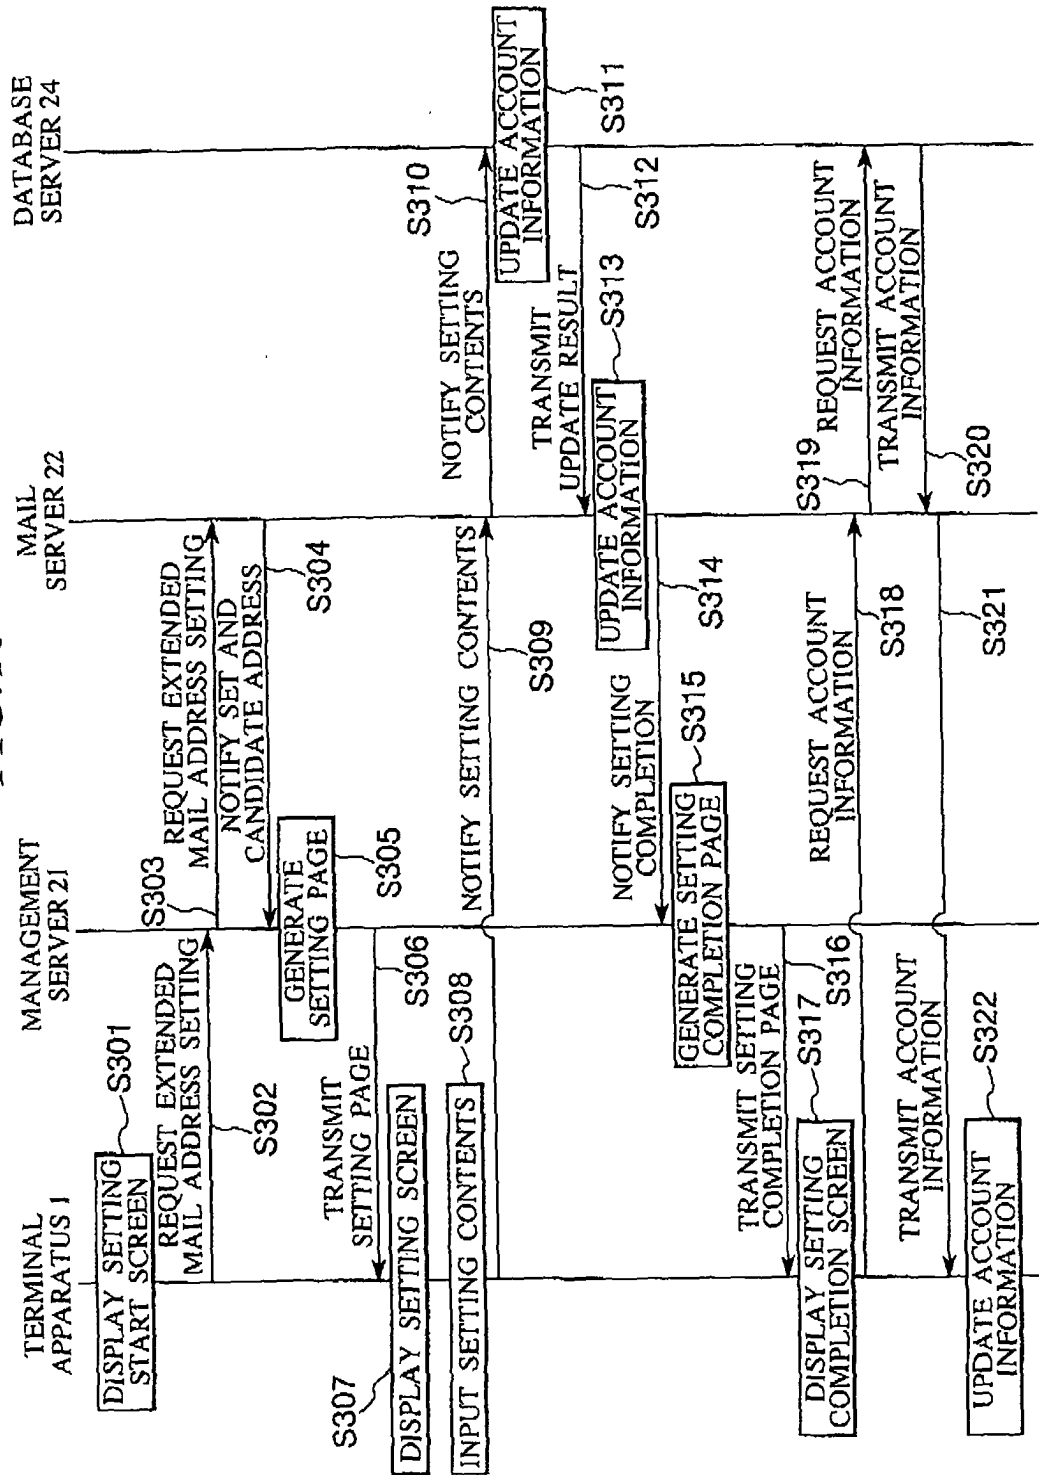 TERMINAL
APPARATUS 1
MANAGEMENT
SERVER 21
MAIL
SERVER 22
DATABASE
SERVER 24
DISPLAY SETTING
START SCREEN
S301
REQUEST EXTENDED
MAIL ADDRESS SETTING
S302
S303
REQUEST EXTENDED
MAIL ADDRESS SETTING
NOTIFY SET AND
CANDIDATE ADDRESS
S304
GENERATE
SETTING PAGE
S305
TRANSMIT
SETTING PAGE
S306
S307
DISPLAY SETTING SCREEN
INPUT SETTING CONTENTS
S308
NOTIFY SETTING CONTENTS
S309
NOTIFY SETTING
CONTENTS
S310
UPDATE ACCOUNT
INFORMATION
S311
TRANSMIT
UPDATE RESULT
S312
UPDATE ACCOUNT
INFORMATION
S313
NOTIFY SETTING
COMPLETION
S314
GENERATE SETTING
COMPLETION PAGE
S315
TRANSMIT SETTING
COMPLETION PAGE
S316
DISPLAY SETTING
COMPLETION SCREEN
S317
REQUEST ACCOUNT
INFORMATION
S318
S319
REQUEST ACCOUNT
INFORMATION
TRANSMIT ACCOUNT
INFORMATION
S320
S321
TRANSMIT ACCOUNT
INFORMATION
UPDATE ACCOUNT
INFORMATION
S322